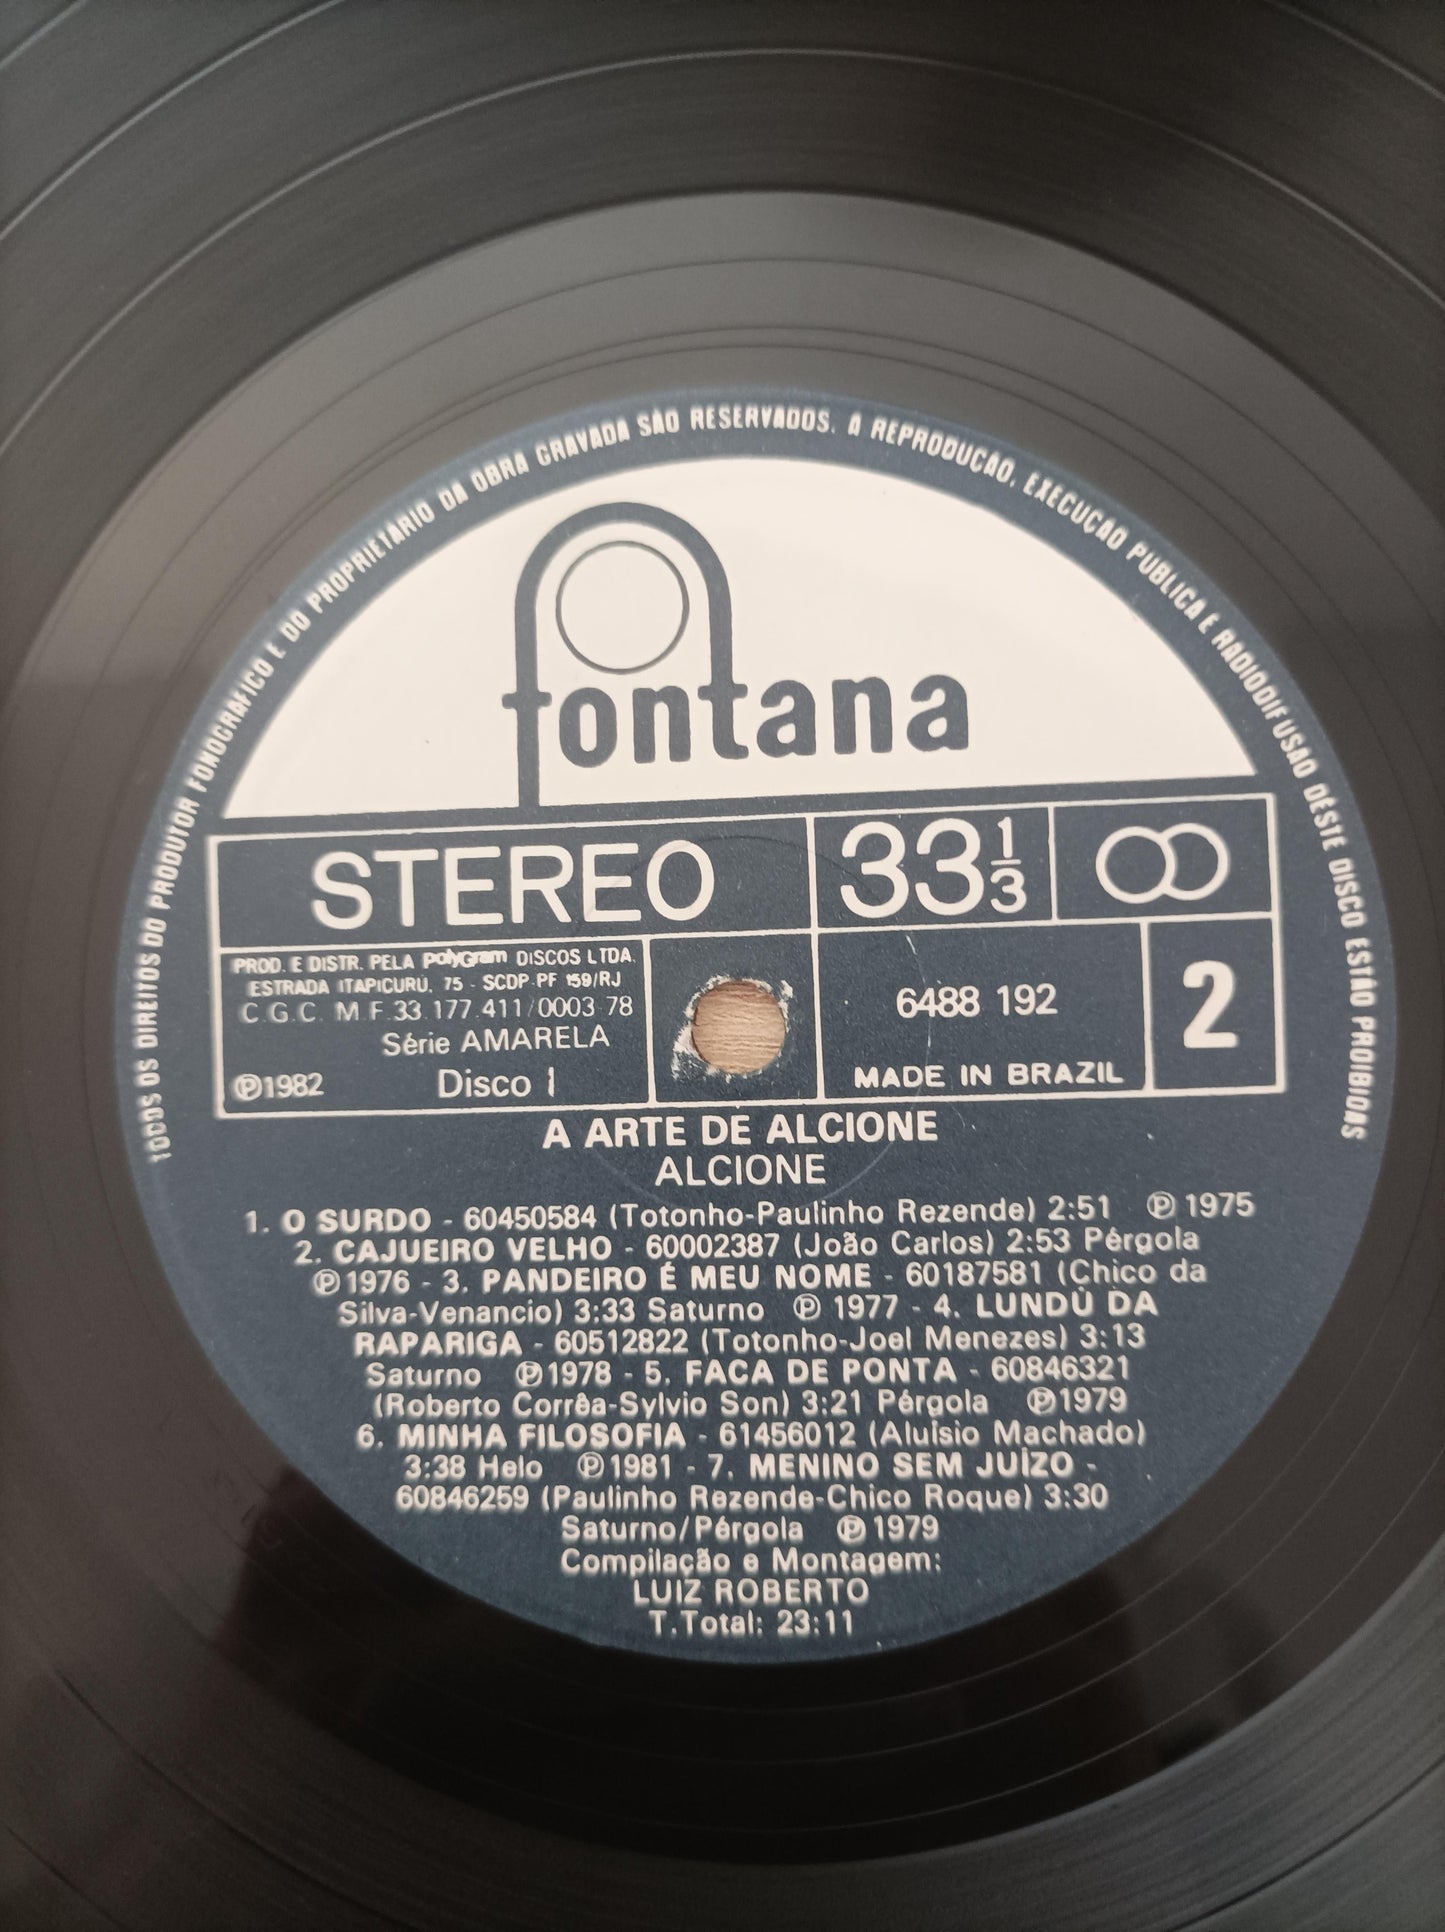 TODOS OS DIREITOS DO PRODUTOR FONOGRÁFICO E DO PROPRIETÁRIO DA OBRA GRAVADA SÃO RESERVADOS. A REPRODUÇÃO, EXECUÇÃO PUBLICA E RADIODIFUSÃO DÊSTE DISCO ESTÃO PROIBIDAS
fontana
STEREO
33 1/3
PROD. E DISTR. PELA PolyGram DISCOS LTDA.
ESTRADA ITAPICURU, 75 - SCDP-PF 159/RJ
C.G.C. M.F. 33.177.411/0003-78
Série AMARELA
℗1982 Disco 1
6488 192
MADE IN BRAZIL
2
A ARTE DE ALCIONE
ALCIONE
1. O SURDO - 60450584 (Totonho-Paulinho Rezende) 2:51 ℗ 1975
2. CAJUEIRO VELHO - 60002387 (João Carlos) 2:53 Pérgola
℗1976 - 3. PANDEIRO É MEU NOME - 60187581 (Chico da
Silva-Venancio) 3:33 Saturno ℗ 1977 - 4. LUNDÚ DA
RAPARIGA - 60512822 (Totonho-Joel Menezes) 3:13
Saturno ℗1978 - 5. FACA DE PONTA - 60846321
(Roberto Corrêa-Sylvio Son) 3:21 Pérgola ℗1979
6. MINHA FILOSOFIA - 61456012 (Aluísio Machado)
3:38 Helo ℗1981 - 7. MENINO SEM JUÍZO -
60846259 (Paulinho Rezende-Chico Roque) 3:30
Saturno/Pérgola ℗1979
Compilação e Montagem:
LUIZ ROBERTO
T.Total: 23:11